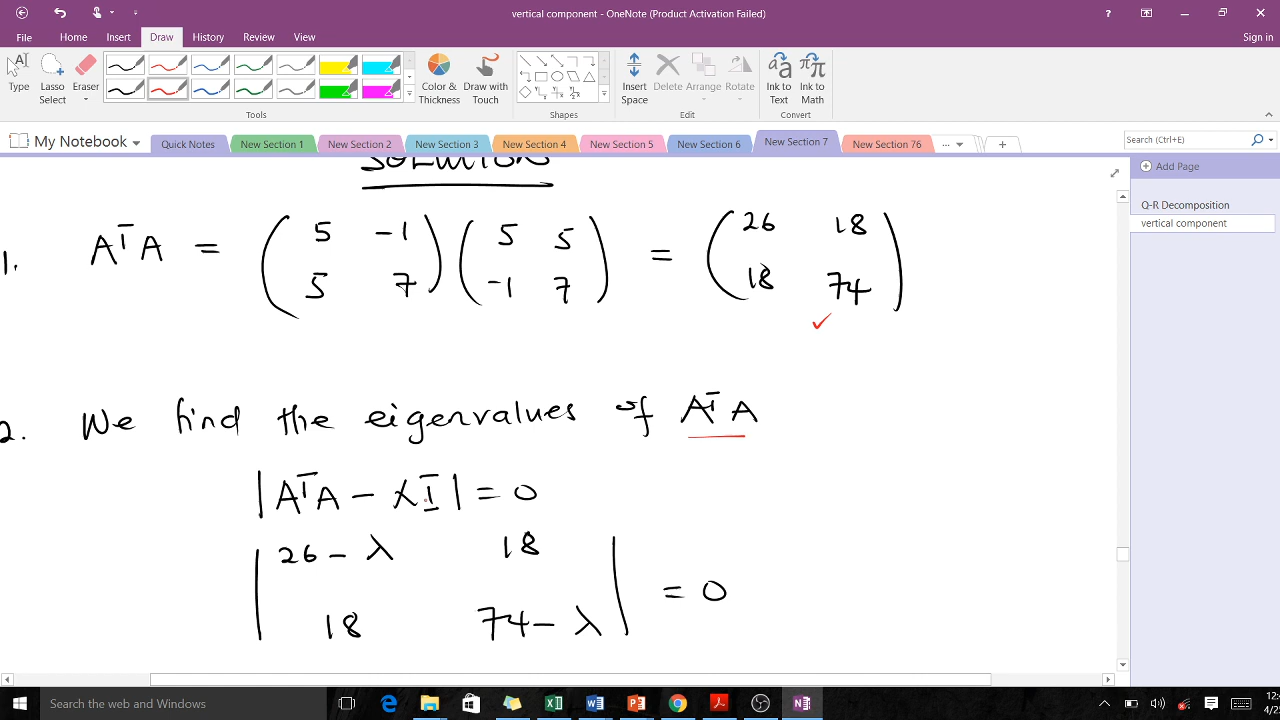 vertical component - OneNote (Product Activation Failed)
Sign in
File Home Insert Draw History Review View
Type Lasso Select Eraser Color & Thickness Draw with Touch Insert Space Delete Arrange Rotate Ink to Text Ink to Math
Tools Shapes Edit Convert
My Notebook Quick Notes New Section 1 New Section 2 New Section 3 New Section 4 New Section 5 New Section 6 New Section 7 New Section 76 ... Search (Ctrl+E)
Add Page
Q-R Decomposition
vertical component
SOLUTION
1. AᵀA = ( 5 -1 ) ( 5 5 ) = ( 26 18 )
( 5 7 ) ( -1 7 ) ( 18 74 )
✓
2. We find the eigenvalues of AᵀA
|AᵀA - λI| = 0
| 26 - λ 18 | = 0
| 18 74 - λ |
Search the web and Windows
12:
4/2